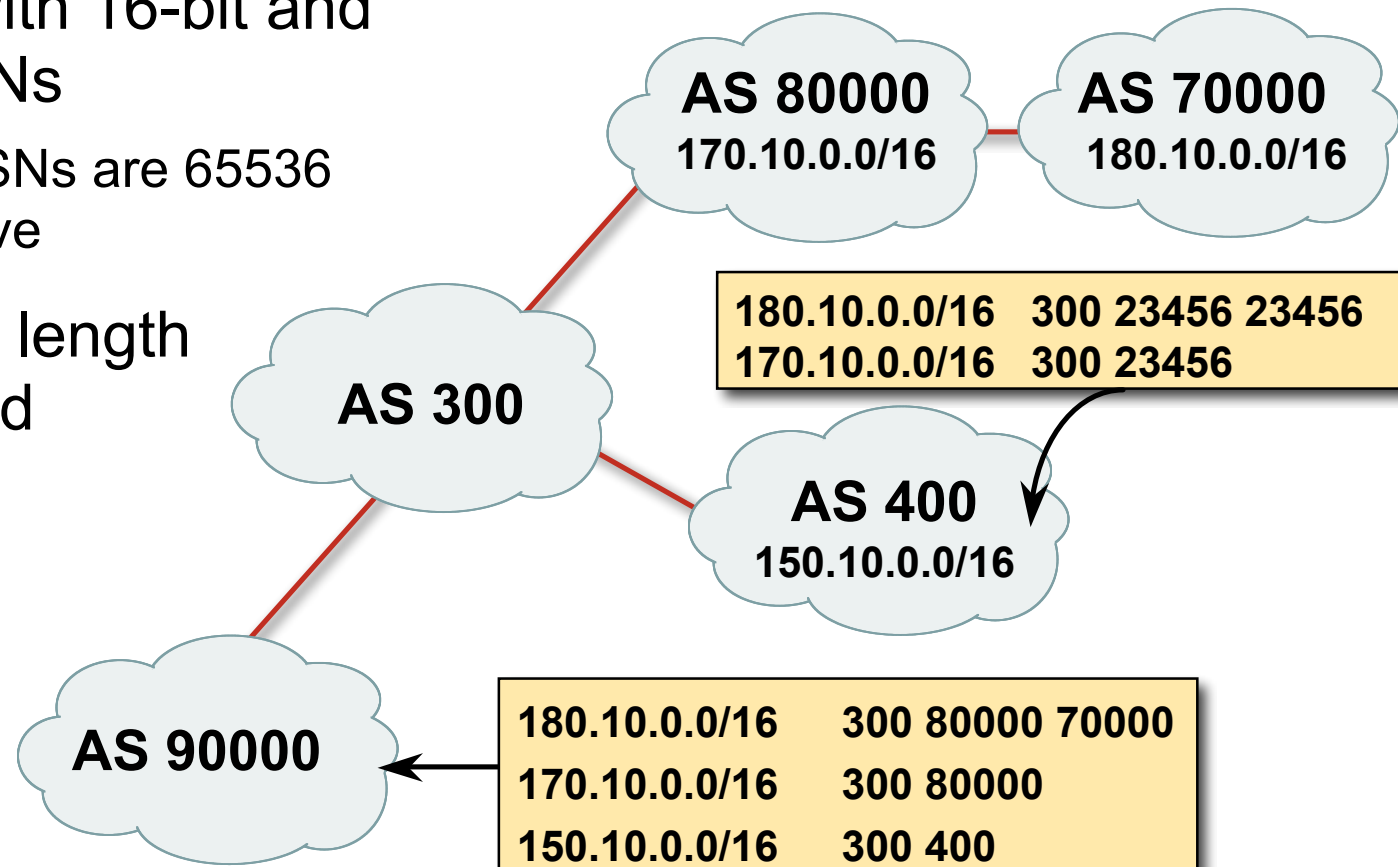 with 16-bit and
Ns
SNs are 65536
ve
length
d
AS 80000
170.10.0.0/16
AS 70000
180.10.0.0/16
180.10.0.0/16 300 23456 23456
170.10.0.0/16 300 23456
AS 300
AS 400
150.10.0.0/16
AS 90000
180.10.0.0/16 300 80000 70000
170.10.0.0/16 300 80000
150.10.0.0/16 300 400